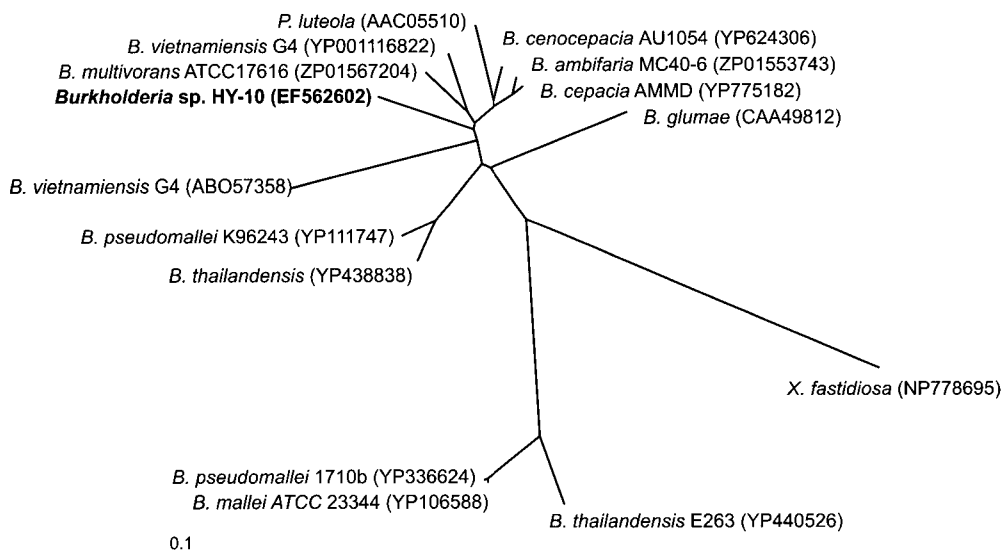 P. luteola (AAC05510)
B. vietnamiensis G4 (YP001116822)
B. multivorans ATCC17616 (ZP01567204)
Burkholderia sp. HY-10 (EF562602)
B. cenocepacia AU1054 (YP624306)
B. ambifaria MC40-6 (ZP01553743)
B. cepacia AMMD (YP775182)
B. glumae (CAA49812)
B. vietnamiensis G4 (ABO57358)
B. pseudomallei K96243 (YP111747)
B. thailandensis (YP438838)
X. fastidiosa (NP778695)
B. pseudomallei 1710b (YP336624)
B. mallei ATCC 23344 (YP106588)
B. thailandensis E263 (YP440526)
0.1